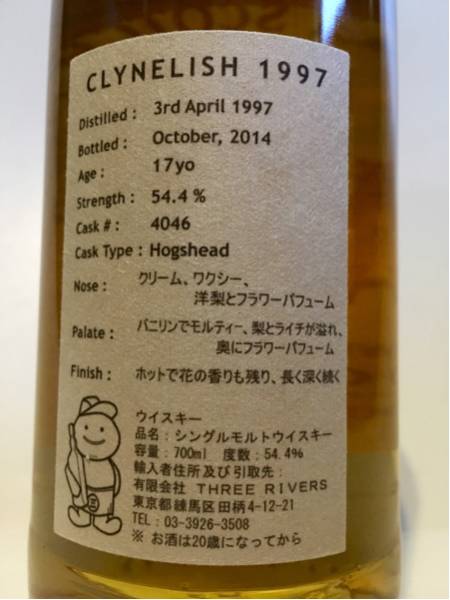 CLYNELISH 1997
Distilled : 3rd April 1997
Bottled : October, 2014
Age : 17yo
Strength : 54.4 %
Cask # : 4046
Cask Type : Hogshead
Nose : クリーム、ワクシー、
洋梨とフラワーパフューム
Palate : バニリンでモルティー、梨とライチが溢れ、
奥にフラワーパフューム
Finish : ホットで花の香りも残り、長く深く続く
ウイスキー
品名：シングルモルトウイスキー
容量：700ml 度数：54.4%
輸入者住所及び引取先：
有限会社 THREE RIVERS
東京都練馬区田柄4-12-21
TEL：03-3926-3508
※ お酒は20歳になってから